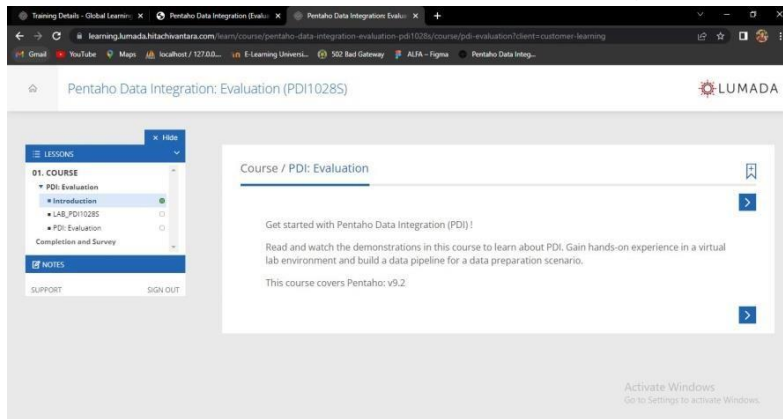 Training Details - Global Learning
Pentaho Data Integration (Evalu
Pentaho Data Integration: Evalu
learning.lumada.hitachivantara.com/learn/course/pentaho-data-integration-evaluation-pdi1028s/course/pdi-evaluation?client=customer-learning
Gmail YouTube Maps localhost / 127.0.0... E-Learning Universi... 502 Bad Gateway ALFA – Figma Pentaho Data Integ...
Pentaho Data Integration: Evaluation (PDI1028S)
LUMADA
× Hide
LESSONS
01. COURSE
PDI: Evaluation
Introduction
LAB_PDI1028S
PDI: Evaluation
Completion and Survey
NOTES
SUPPORT SIGN OUT
Course / PDI: Evaluation
Get started with Pentaho Data Integration (PDI) !
Read and watch the demonstrations in this course to learn about PDI. Gain hands-on experience in a virtual
lab environment and build a data pipeline for a data preparation scenario.
This course covers Pentaho: v9.2
Activate Windows
Go to Settings to activate Windows.